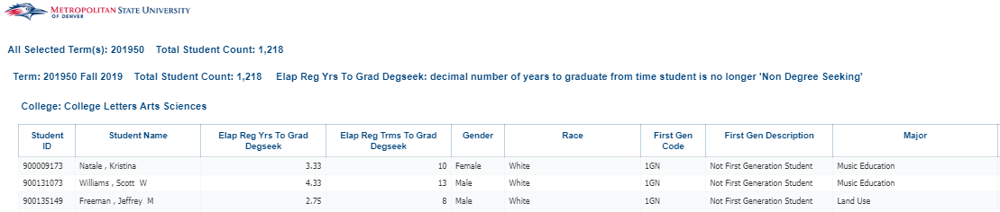 METROPOLITAN STATE UNIVERSITY
OF DENVER
All Selected Term(s): 201950 Total Student Count: 1,218
Term: 201950 Fall 2019 Total Student Count: 1,218 Elap Reg Yrs To Grad Degseek: decimal number of years to graduate from time student is no longer 'Non Degree Seeking'
College: College Letters Arts Sciences
Student ID Student Name Elap Reg Yrs To Grad Degseek Elap Reg Trms To Grad Degseek Gender Race First Gen Code First Gen Description Major
900009173 Natale , Kristina 3.33 10 Female White 1GN Not First Generation Student Music Education
900131073 Williams , Scott W 4.33 13 Male White 1GN Not First Generation Student Music Education
900135149 Freeman , Jeffrey M 2.75 8 Male White 1GN Not First Generation Student Land Use